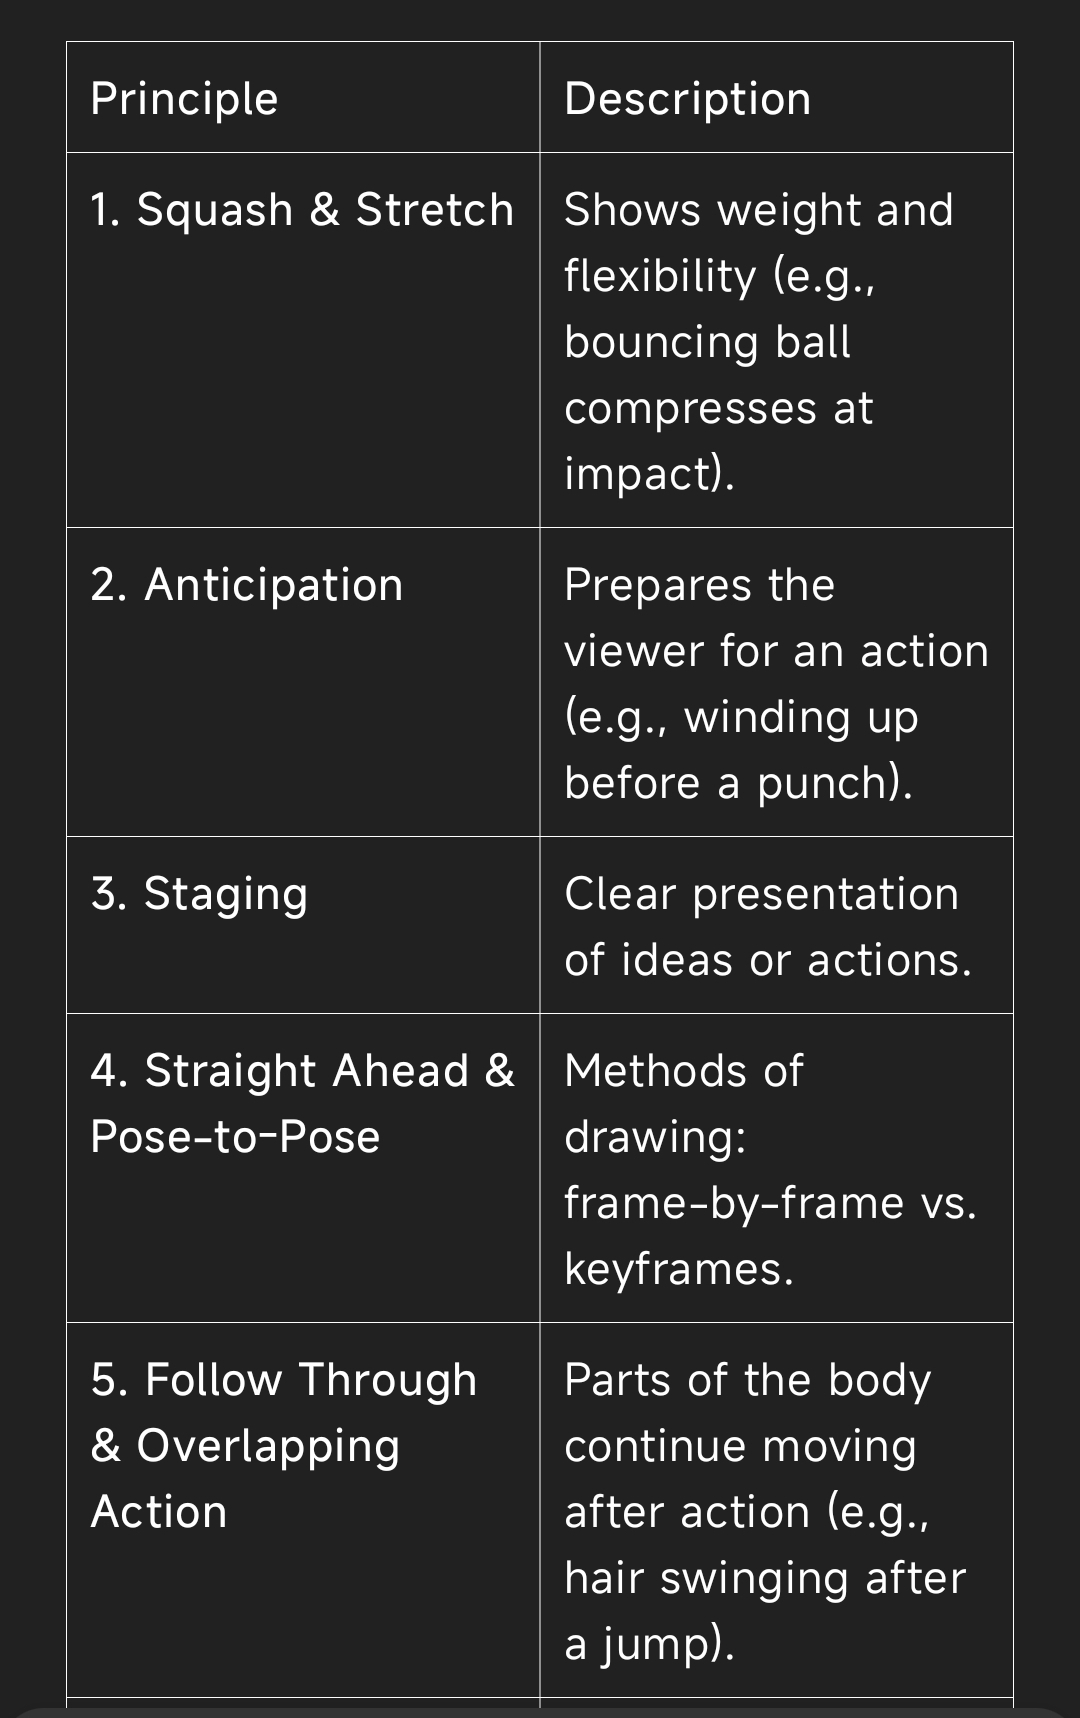 Principle
Description
1. Squash & Stretch
Shows weight and
flexibility (e.g.,
bouncing ball
compresses at
impact).
2. Anticipation
Prepares the
viewer for an action
(e.g., winding up
before a punch).
3. Staging
Clear presentation
of ideas or actions.
4. Straight Ahead &
Pose-to-Pose
Methods of
drawing:
frame-by-frame vs.
keyframes.
5. Follow Through
& Overlapping
Action
Parts of the body
continue moving
after action (e.g.,
hair swinging after
a jump).